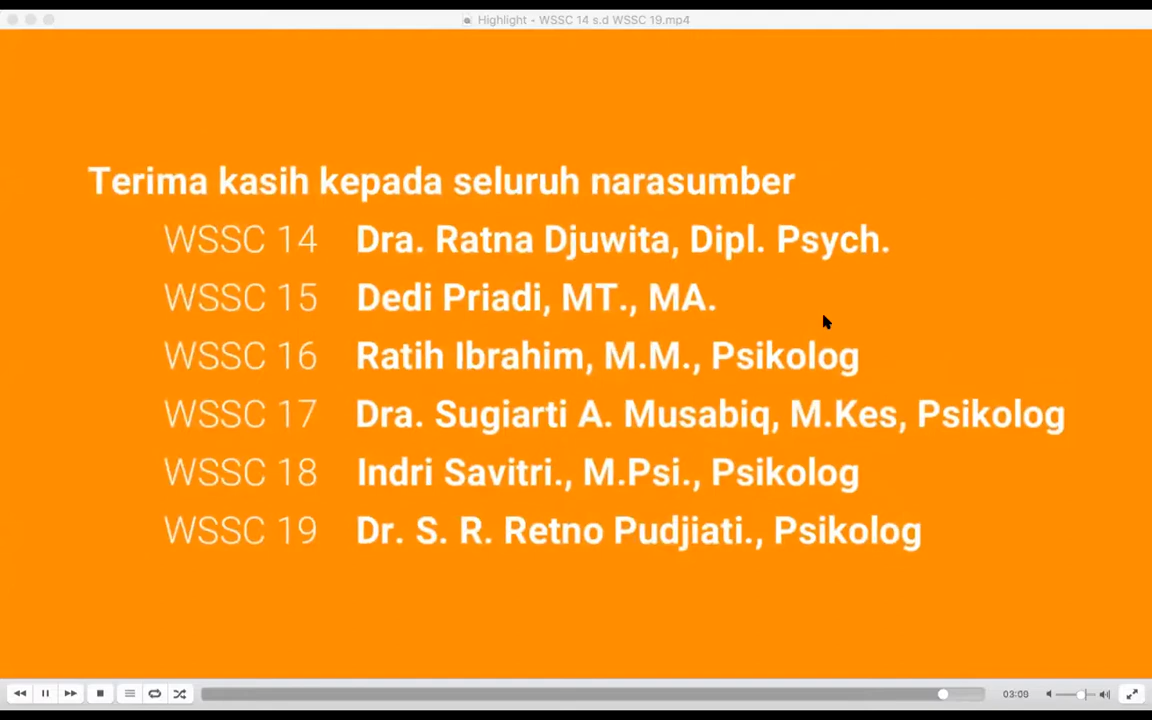 Highlight - WSSC 14 s.d WSSC 19.mp4
Terima kasih kepada seluruh narasumber
WSSC 14 Dra. Ratna Djuwita, Dipl. Psych.
WSSC 15 Dedi Priadi, MT., MA.
WSSC 16 Ratih Ibrahim, M.M., Psikolog
WSSC 17 Dra. Sugiarti A. Musabiq, M.Kes, Psikolog
WSSC 18 Indri Savitri., M.Psi., Psikolog
WSSC 19 Dr. S. R. Retno Pudjiati., Psikolog
03:09